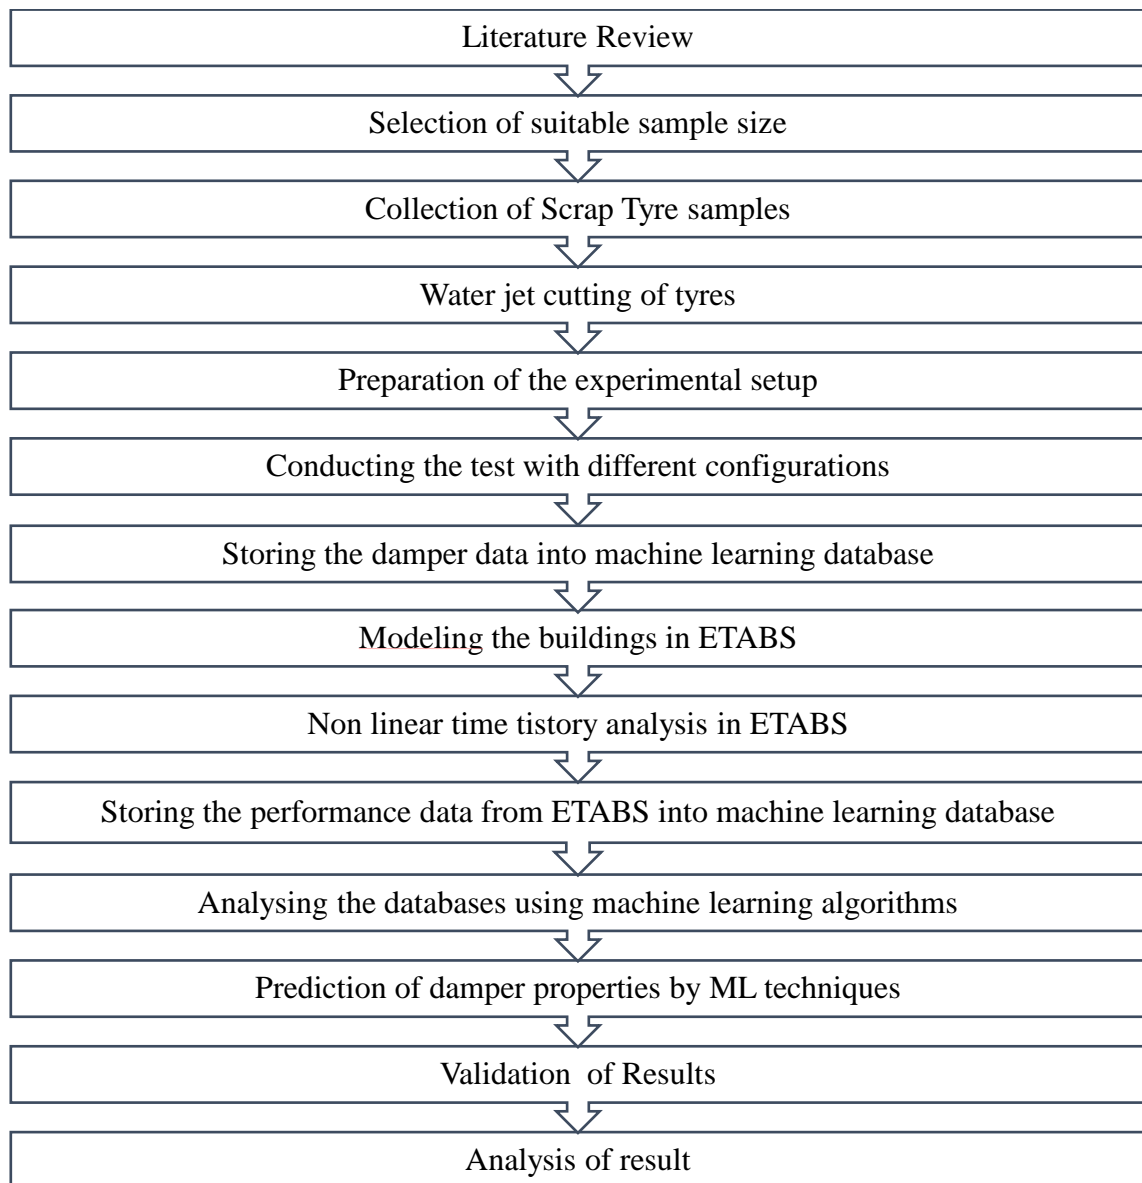 Literature Review
Selection of suitable sample size
Collection of Scrap Tyre samples
Water jet cutting of tyres
Preparation of the experimental setup
Conducting the test with different configurations
Storing the damper data into machine learning database
Modeling the buildings in ETABS
Non linear time tistory analysis in ETABS
Storing the performance data from ETABS into machine learning database
Analysing the databases using machine learning algorithms
Prediction of damper properties by ML techniques
Validation  of Results
Analysis of result